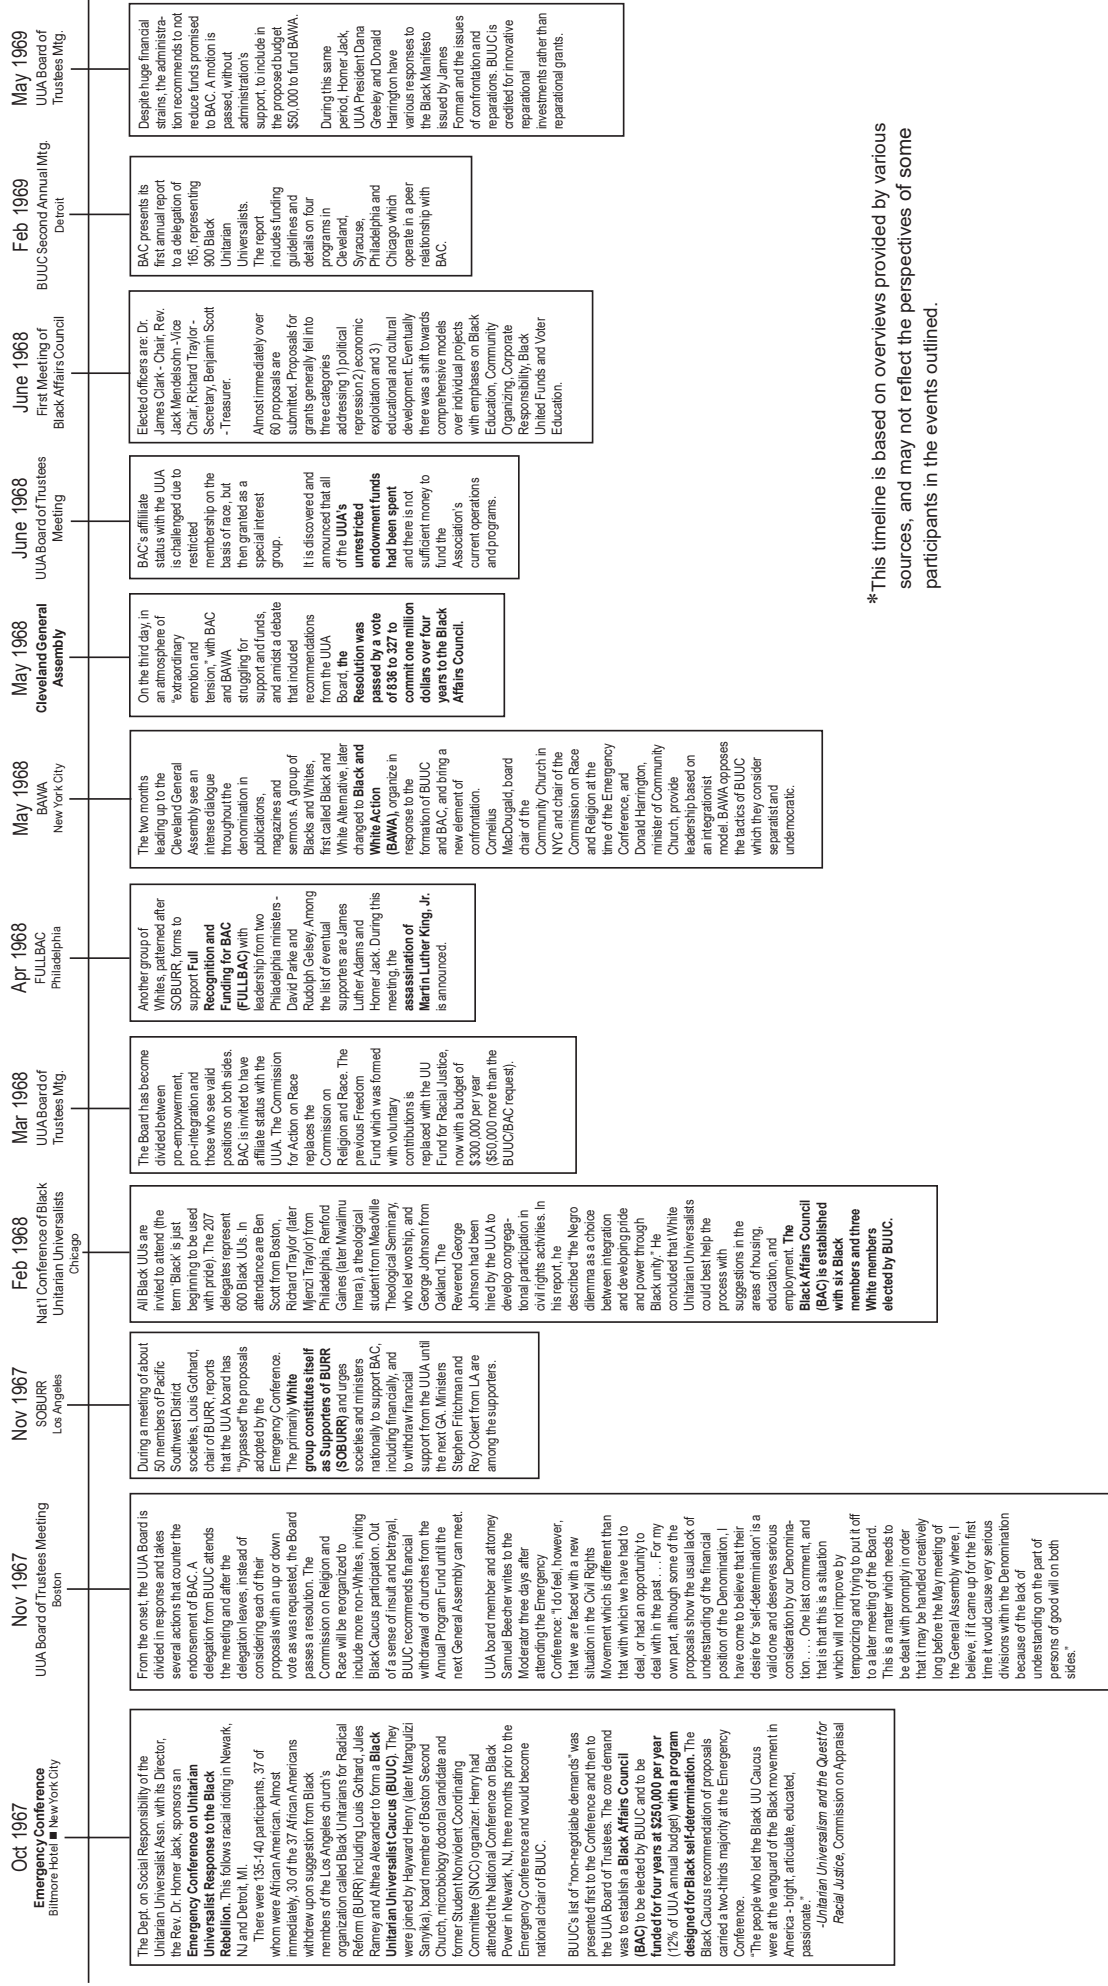 Oct 1967
Emergency Conference
Biltmore Hotel ■ New York City
The Dept. on Social Responsibility of the
Unitarian Universalist Assn. with its Director,
the Rev. Dr. Homer Jack, sponsors an
Emergency Conference on Unitarian
Universalist Response to the Black
Rebellion. This follows racial rioting in Newark,
NJ and Detroit, MI.
There were 135-140 participants, 37 of
whom were African American. Almost
immediately, 30 of the 37 African Americans
withdrew upon suggestion from Black
members of the Los Angeles church's
organization called Black Unitarians for Radical
Reform (BURR) including Louis Gothard, Jules
Ramey and Althea Alexander to form a Black
Unitarian Universalist Caucus (BUUC). They
were joined by Hayward Henry (later Mtangulizi
Sanyika), board member of Boston Second
Church, microbiology doctoral candidate and
former Student Nonvident Coordinating
Committee (SNCC) organizer. Henry had
attended the National Conference on Black
Power in Newark, NJ, three months prior to the
Emergency Conference and would become
national chair of BUUC.
BUUC's list of "non-negotiable demands" was
presented first to the Conference and then to
the UUA Board of Trustees. The core demand
was to establish a Black Affairs Council
(BAC) to be elected by BUUC and to be
funded for four years at $250,000 per year
(12% of UUA annual budget) with a program
designed for Black self-determination. The
Black Caucus recommendation of proposals
carried a two-thirds majority at the Emergency
Conference.
"The people who led the Black UU Caucus
were at the vanguard of the Black movement in
America - bright, articulate, educated,
passionate."
-Unitarian Universalism and the Quest for
Racial Justice, Commission on Appraisal
Nov 1967
UUA Board of Trustees Meeting
Boston
From the onset, the UUA Board is
divided in response and takes
several actions that counter the
endorsement of BAC. A
delegation from BUUC attends
the meeting and after the
delegation leaves, instead of
considering each of their
proposals with an up or down
vote as was requested, the Board
passes a resolution. The
Commission on Religion and
Race will be reorganized to
include more non-Whites, inviting
Black Caucus participation. Out
of a sense of insult and betrayal,
BUUC recommends financial
withdrawal of churches from the
Annual Program Fund until the
next General Assembly can meet.
UUA board member and attorney
Samuel Beecher writes to the
Moderator three days after
attending the Emergency
Conference: "I do feel, however,
that we are faced with a new
situation in the Civil Rights
Movement which is different than
that with which we have had to
deal, or had an opportunity to
deal with in the past . . . . For my
own part, although some of the
proposals show the usual lack of
understanding of the financial
position of the Denomination, I
have come to believe that their
desire for 'self-determination' is a
valid one and deserves serious
consideration by our Denomina-
tion. . . . One last comment, and
that is that this is a situation
which will not improve by
temporizing and trying to put it off
to a later meeting of the Board.
This is a matter which needs to
be dealt with promptly in order
that it may be handled creatively
long before the May meeting of
the General Assembly where, I
believe, if it came up for the first
time it would cause very serious
divisions within the Denomination
because of the lack of
understanding on the part of
persons of good will on both
sides."
Nov 1967
SOBURR
Los Angeles
During a meeting of about
50 members of Pacific
Southwest District
societies, Louis Gothard,
chair of BURR, reports
that the UUA board has
"bypassed" the proposals
adopted by the
Emergency Conference.
The primarily White
group constitutes itself
as Supporters of BURR
(SOBURR) and urges
societies and ministers
nationally to support BAC,
including financially, and
to withdraw financial
support from the UUA until
the next GA. Ministers
Stephen Fritchman and
Roy Ockert from LA are
among the supporters.
Feb 1968
Nat'l Conference of Black
Unitarian Universalists
Chicago
All Black UUs are
invited to attend (the
term 'Black' is just
beginning to be used
with pride). The 207
delegates represent
600 Black UUs. In
attendance are Ben
Scott from Boston,
Richard Traylor (later
Mjenzi Traylor) from
Philadelphia, Renford
Gaines (later Mwalimu
Imara), a theological
student from Meadville
Theological Seminary,
who led worship, and
George Johnson from
Oakland. The
Reverend George
Johnson had been
hired by the UUA to
develop congrega-
tional participation in
civil rights activities. In
his report, he
described "the Negro
dilemma as a choice
between integration
and developing pride
and power through
Black unity." He
concluded that White
Unitarian Universalists
could best help the
process with
suggestions in the
areas of housing,
education, and
employment. The
Black Affairs Council
(BAC) is established
with six Black
members and three
White members
elected by BUUC.
Mar 1968
UUA Board of
Trustees Mtg.
The Board has become
divided between
pro-empowerment,
pro-integration and
those who see valid
positions on both sides.
BAC is invited to have
affiliate status with the
UUA. The Commission
for Action on Race
replaces the
Commission on
Religion and Race. The
previous Freedom
Fund which was formed
with voluntary
contributions is
replaced with the UU
Fund for Racial Justice,
now with a budget of
$300,000 per year
($50,000 more than the
BUUC/BAC request).
Apr 1968
FULLBAC
Philadelphia
Another group of
Whites, patterned after
SOBURR, forms to
support Full
Recognition and
Funding for BAC
(FULLBAC) with
leadership from two
Philadelphia ministers -
David Parke and
Rudolph Gelsey. Among
the list of eventual
supporters are James
Luther Adams and
Homer Jack. During this
meeting, the
assassination of
Martin Luther King, Jr.
is announced.
May 1968
BAWA
New York City
The two months
leading up to the
Cleveland General
Assembly see an
intense dialogue
throughout the
denomination in
publications,
magazines and
sermons. A group of
Blacks and Whites,
first called Black and
White Alternative, later
changed to Black and
White Action
(BAWA), organize in
response to the
formation of BUUC
and BAC, and bring a
new element of
confrontation.
Cornelius
MacDougald, board
chair of the
Community Church in
NYC and chair of the
Commission on Race
and Religion at the
time of the Emergency
Conference, and
Donald Harrington,
minister of Community
Church, provide
leadership based on
an integrationist
model. BAWA opposes
the tactics of BUUC
which they consider
separatist and
undemocratic.
May 1968
Cleveland General
Assembly
On the third day, in
an atmosphere of
"extraordinary
emotion and
tension," with BAC
and BAWA
struggling for
support and funds,
and amidst a debate
that included
recommendations
from the UUA
Board, the
Resolution was
passed by a vote
of 836 to 327 to
commit one million
dollars over four
years to the Black
Affairs Council.
June 1968
UUA Board of Trustees
Meeting
BAC's affililiate
status with the UUA
is challenged due to
restricted
membership on the
basis of race, but
then granted as a
special interest
group.
It is discovered and
announced that all
of the UUA's
unrestricted
endowment funds
had been spent
and there is not
sufficient money to
fund the
Association's
current operations
and programs.
June 1968
First Meeting of
Black Affairs Council
Elected officers are: Dr.
James Clark - Chair, Rev.
Jack Mendelsohn - Vice
Chair, Richard Traylor -
Secretary, Benjamin Scott
- Treasurer.
Almost immediately over
60 proposals are
submitted. Proposals for
grants generally fell into
three categories
addressing 1) political
repression 2) economic
exploitation and 3)
educational and cultural
development. Eventually
there was a shift towards
comprehensive models
over individual projects
with emphases on Black
Education, Community
Organizing, Corporate
Responsibility, Black
United Funds and Voter
Education.
Feb 1969
BUUC Second Annual Mtg.
Detroit
BAC presents its
first annual report
to a delegation of
165, representing
900 Black
Unitarian
Universalists.
The report
includes funding
guidelines and
details on four
programs in
Cleveland,
Syracuse,
Philadelphia and
Chicago which
operate in a peer
relationship with
BAC.
May 1969
UUA Board of
Trustees Mtg.
Despite huge financial
strains, the administra-
tion recommends to not
reduce funds promised
to BAC. A motion is
passed, without
administration's
support, to include in
the proposed budget
$50,000 to fund BAWA.
During this same
period, Homer Jack,
UUA President Dana
Greeley and Donald
Harrington have
various responses to
the Black Manifesto
issued by James
Forman and the issues
of confrontation and
reparations. BUUC is
credited for innovative
reparational
investments rather than
reparational grants.
*This timeline is based on overviews provided by various
sources, and may not reflect the perspectives of some
participants in the events outlined.